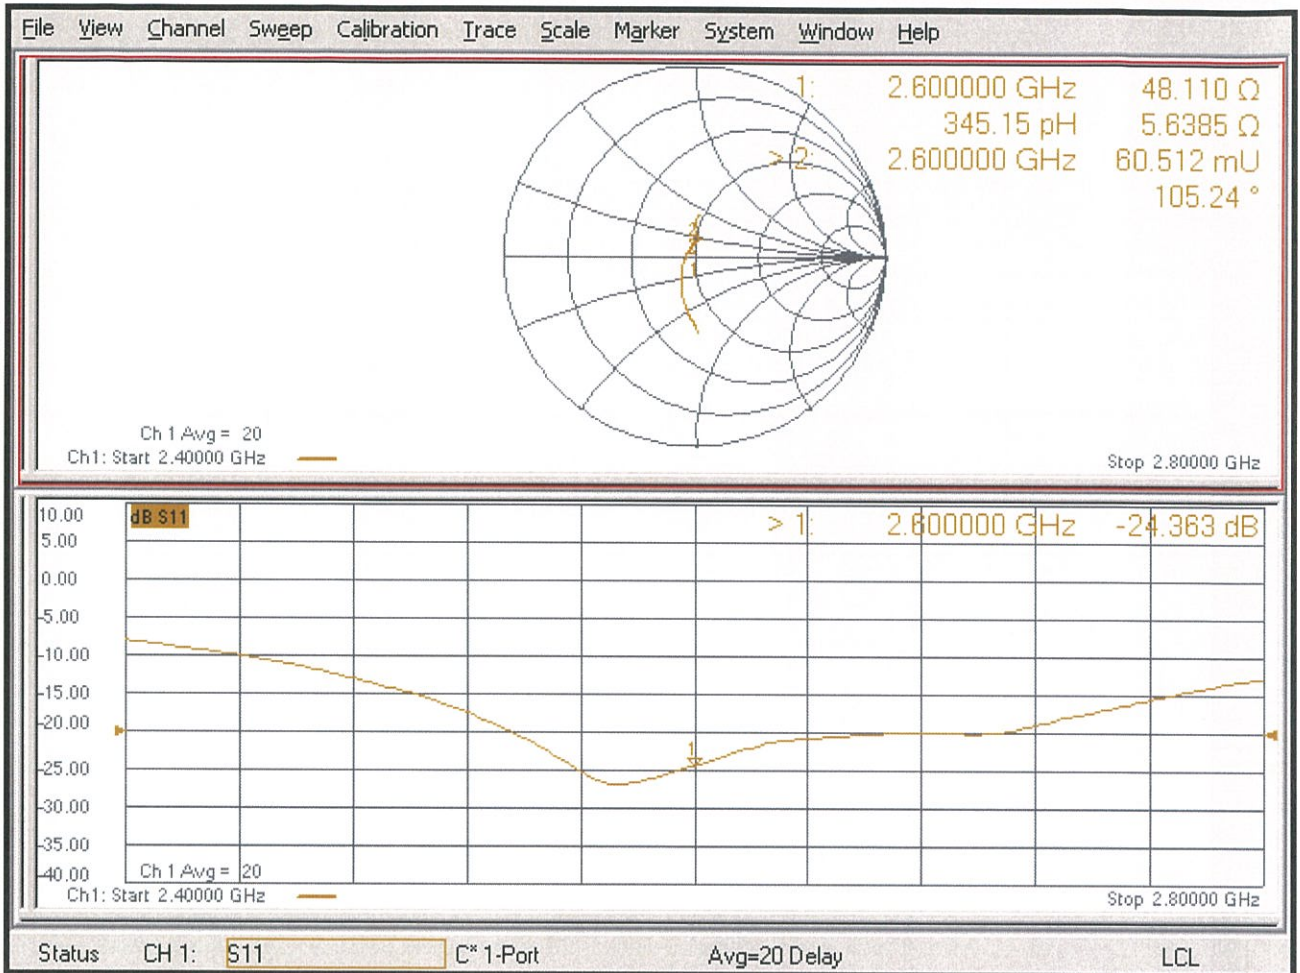 File View Channel Sweep Calibration Trace Scale Marker System Window Help
1: 2.600000 GHz 48.110 Ω
345.15 pH 5.6385 Ω
> 2: 2.600000 GHz 60.512 mU
105.24 °
1
Ch 1 Avg = 20
Ch1: Start 2.40000 GHz
Stop 2.80000 GHz
10.00
dB S11
> 1: 2.600000 GHz -24.363 dB
5.00
0.00
-5.00
-10.00
-15.00
-20.00
1
-25.00
-30.00
-35.00
-40.00
Ch 1 Avg = 20
Ch1: Start 2.40000 GHz
Stop 2.80000 GHz
Status CH 1: S11 C* 1-Port Avg=20 Delay LCL